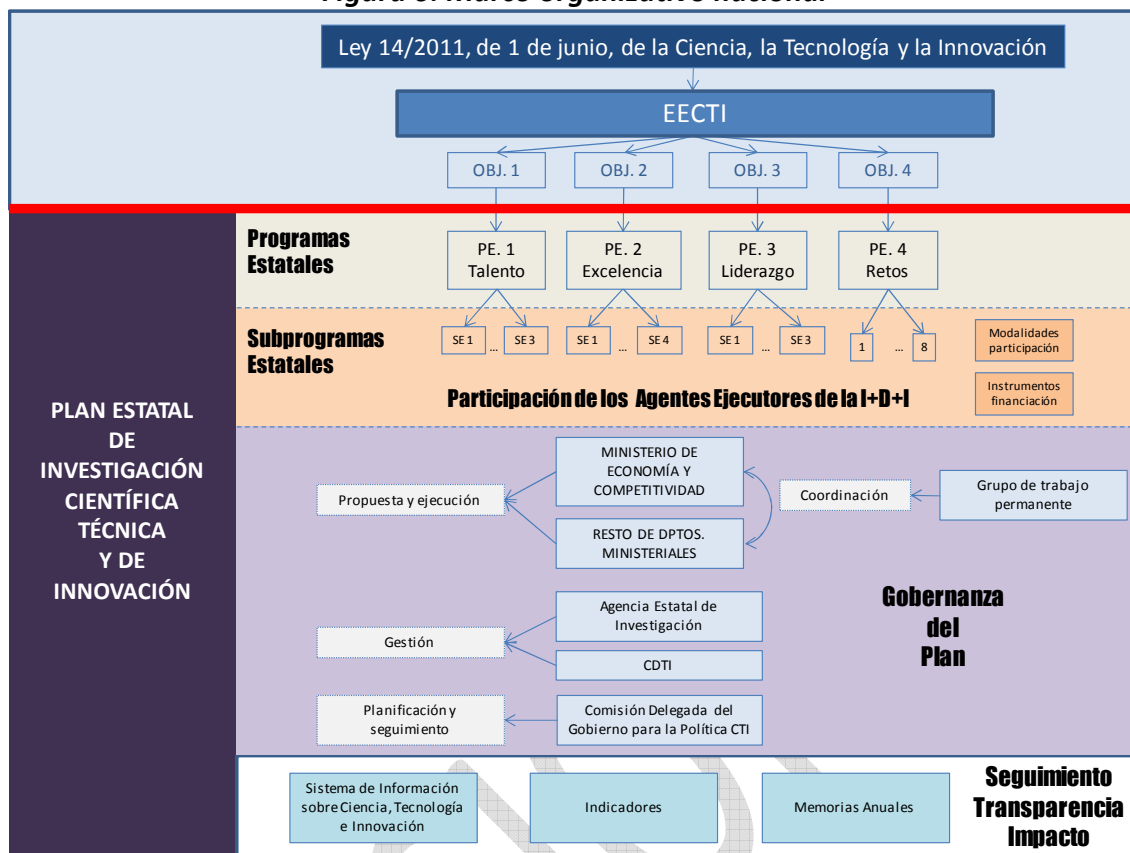 Ley 14/2011, de 1 de junio, de la Ciencia, la Tecnología y la Innovación
EECTI
OBJ. 1
OBJ. 2
OBJ. 3
OBJ. 4
Programas
Estatales
PE. 1
Talento
PE. 2
Excelencia
PE. 3
Liderazgo
PE. 4
Retos
Subprogramas
Estatales
SE 1
...
SE 3
SE 1
...
SE 4
SE 1
...
SE 3
1
...
8
Modalidades
participación
Participación de los Agentes Ejecutores de la I+D+I
Instrumentos
financiación
PLAN ESTATAL
DE
INVESTIGACIÓN
CIENTÍFICA
TÉCNICA
Y DE
INNOVACIÓN
Propuesta y ejecución
MINISTERIO DE
ECONOMÍA Y
COMPETITIVIDAD
RESTO DE DPTOS.
MINISTERIALES
Coordinación
Grupo de trabajo
permanente
Gestión
Agencia Estatal de
Investigación
CDTI
Gobernanza
del
Plan
Planificación y
seguimiento
Comisión Delegada del
Gobierno para la Política CTI
Sistema de Información
sobre Ciencia, Tecnología
e Innovación
Indicadores
Memorias Anuales
Seguimiento
Transparencia
Impacto